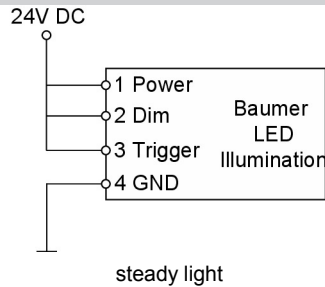 24V DC
1 Power
2 Dim
3 Trigger
4 GND
Baumer
LED
Illumination
steady light